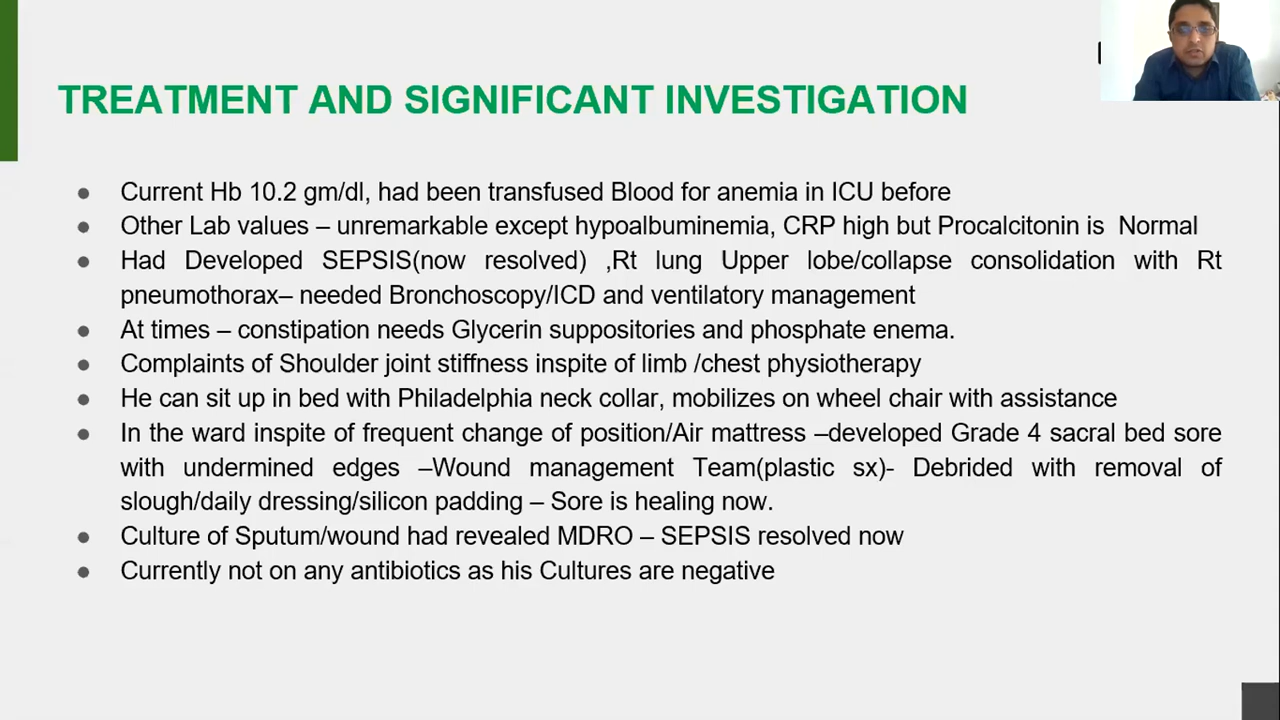 TREATMENT AND SIGNIFICANT INVESTIGATION
● Current Hb 10.2 gm/dl, had been transfused Blood for anemia in ICU before
● Other Lab values – unremarkable except hypoalbuminemia, CRP high but Procalcitonin is Normal
● Had Developed SEPSIS(now resolved) ,Rt lung Upper lobe/collapse consolidation with Rt
pneumothorax– needed Bronchoscopy/ICD and ventilatory management
● At times – constipation needs Glycerin suppositories and phosphate enema.
● Complaints of Shoulder joint stiffness inspite of limb /chest physiotherapy
● He can sit up in bed with Philadelphia neck collar, mobilizes on wheel chair with assistance
● In the ward inspite of frequent change of position/Air mattress –developed Grade 4 sacral bed sore
with undermined edges –Wound management Team(plastic sx)- Debrided with removal of
slough/daily dressing/silicon padding – Sore is healing now.
● Culture of Sputum/wound had revealed MDRO – SEPSIS resolved now
● Currently not on any antibiotics as his Cultures are negative